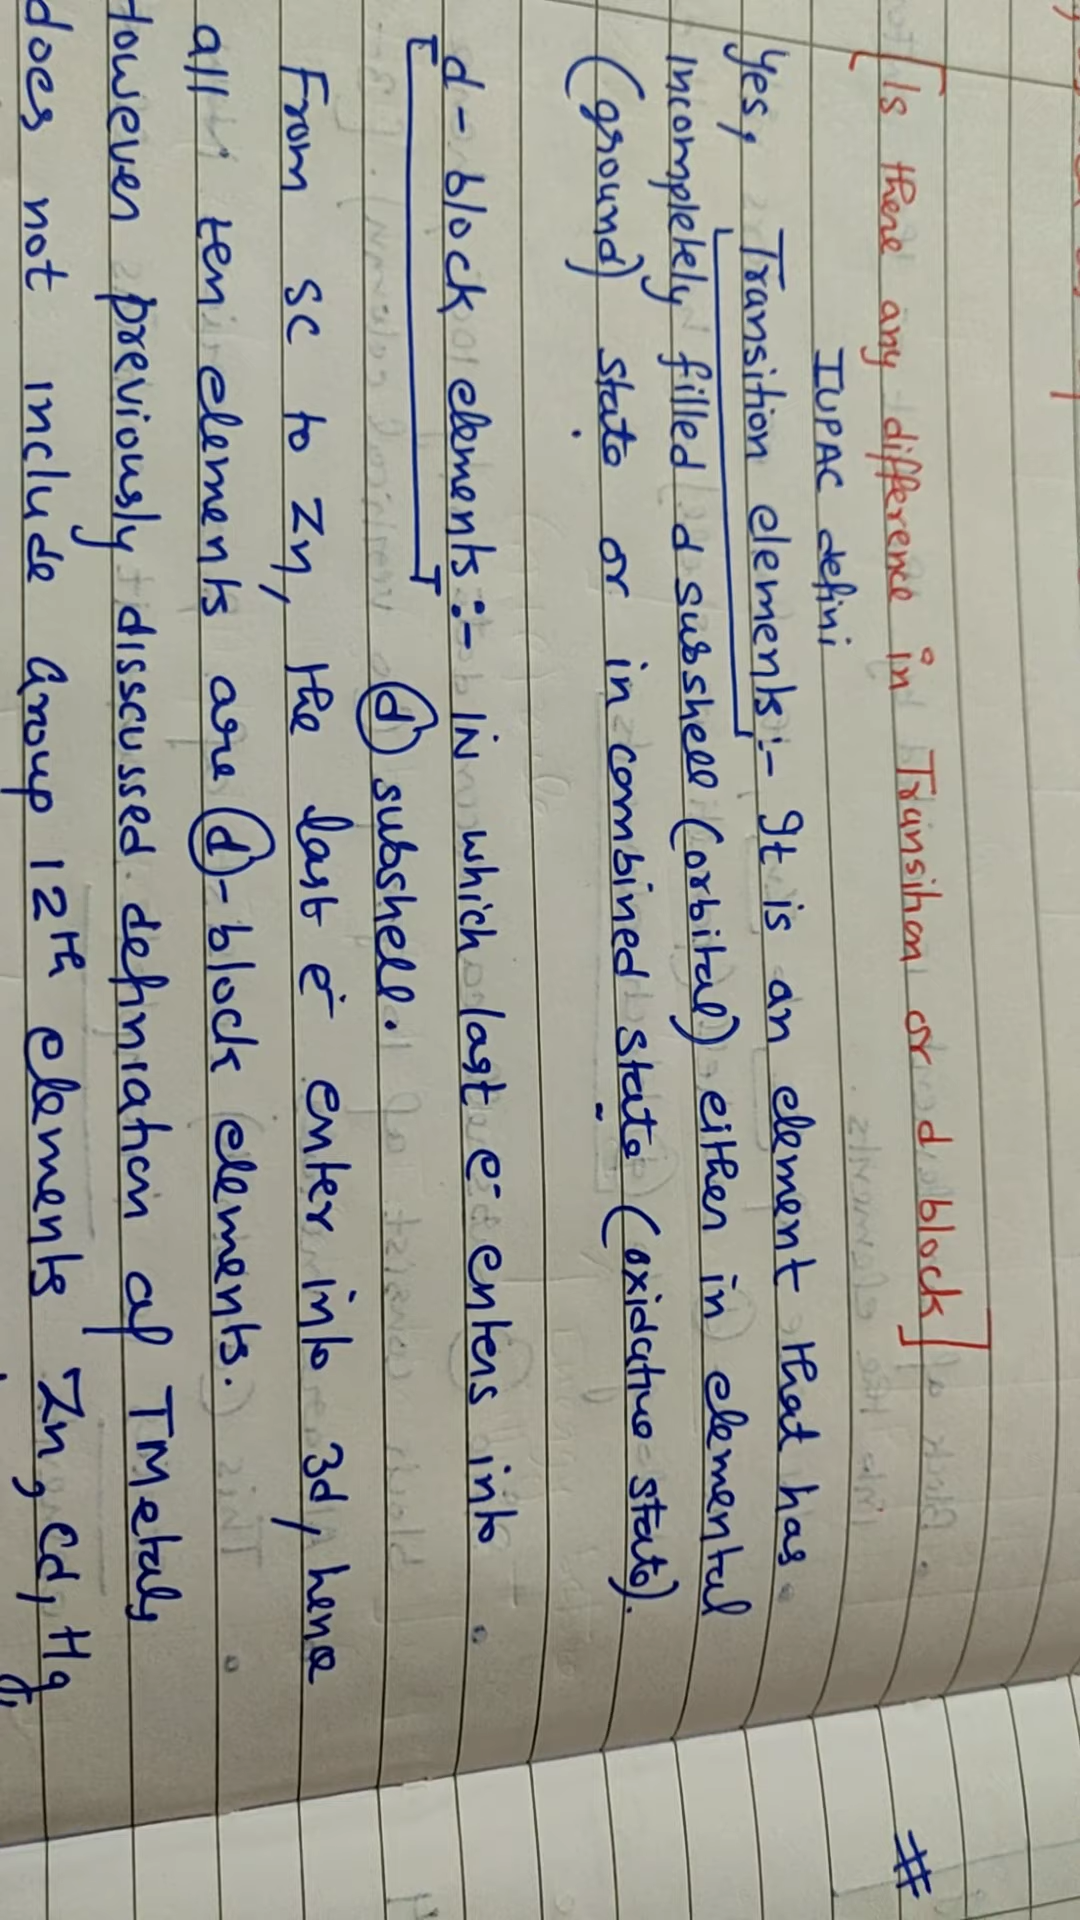 [Is there any difference in Transition or d block]
IUPAC defini
Yes, Transition elements:- It is an element that has
incompletely filled d subshell (orbital) either in elemental
(ground) state or in combined state (oxidative state).
d-block elements:- In which last e⁻ enters into
(d) subshell.
From Sc to Zn, the last e⁻ enter into 3d, hence
all ten elements are (d)-block elements.
However previously disscussed definiation of TMetals
does not include Group 12th elements Zn, Cd, Hg
#